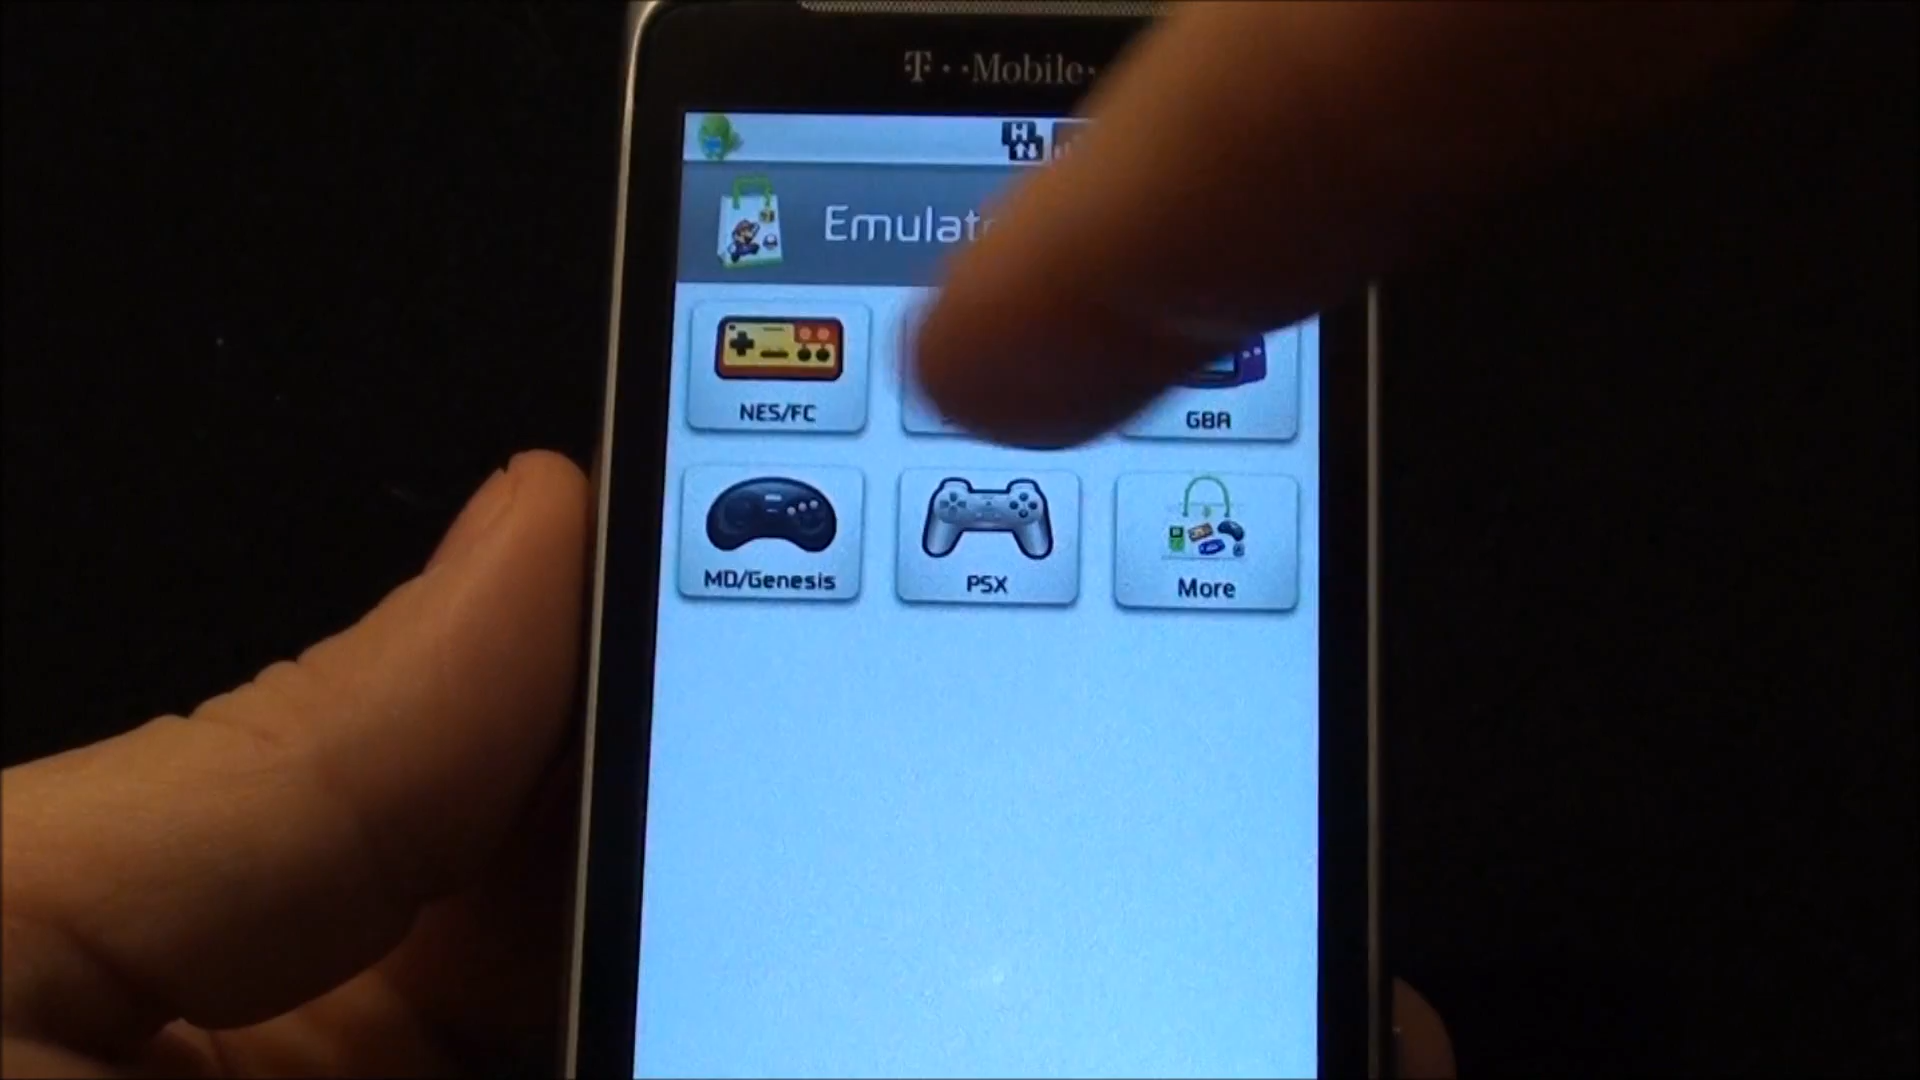 T··Mobile·
H
Emulat
NES/FC
GBA
MD/Genesis
PSX
More